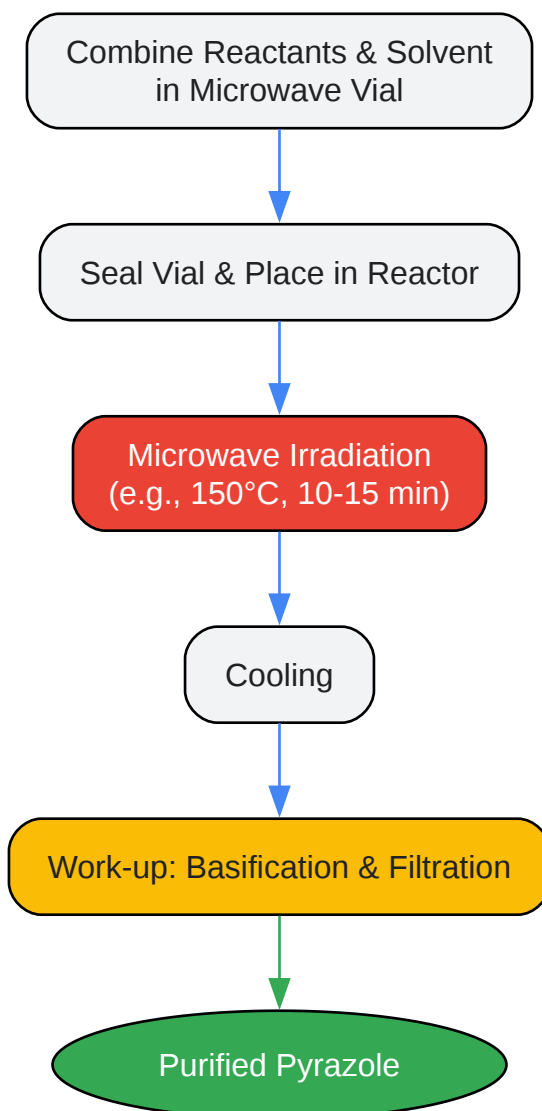 Combine Reactants & Solvent
in Microwave Vial
Seal Vial & Place in Reactor
Microwave Irradiation
(e.g., 150°C, 10-15 min)
Cooling
Work-up: Basification & Filtration
Purified Pyrazole